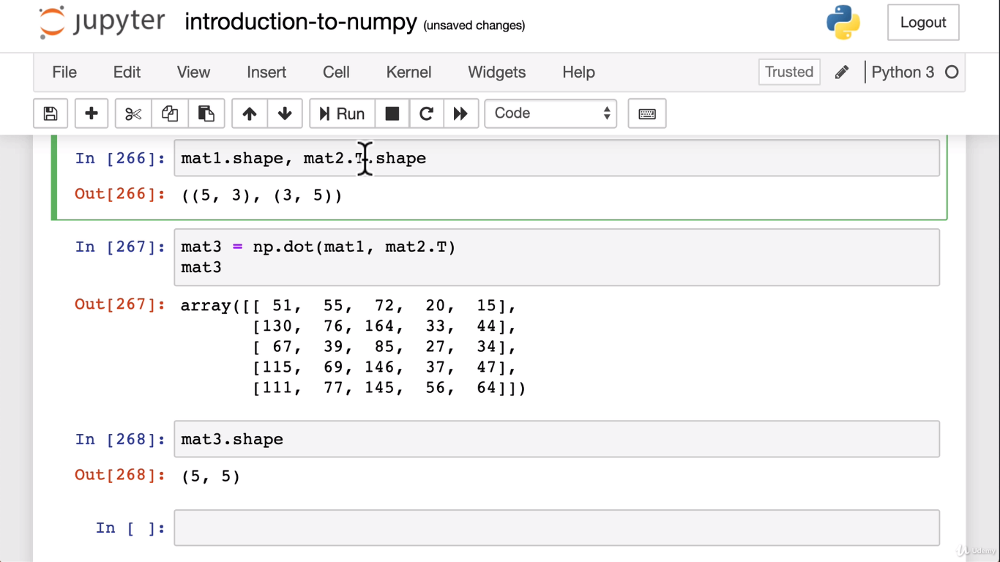 jupyter introduction-to-numpy (unsaved changes) Logout
File Edit View Insert Cell Kernel Widgets Help Trusted Python 3
Run Code
In [266]: mat1.shape, mat2.T.shape
Out[266]: ((5, 3), (3, 5))
In [267]: mat3 = np.dot(mat1, mat2.T)
mat3
Out[267]: array([[ 51,  55,  72,  20,  15],
[130,  76, 164,  33,  44],
[ 67,  39,  85,  27,  34],
[115,  69, 146,  37,  47],
[111,  77, 145,  56,  64]])
In [268]: mat3.shape
Out[268]: (5, 5)
In [ ]:
Udemy